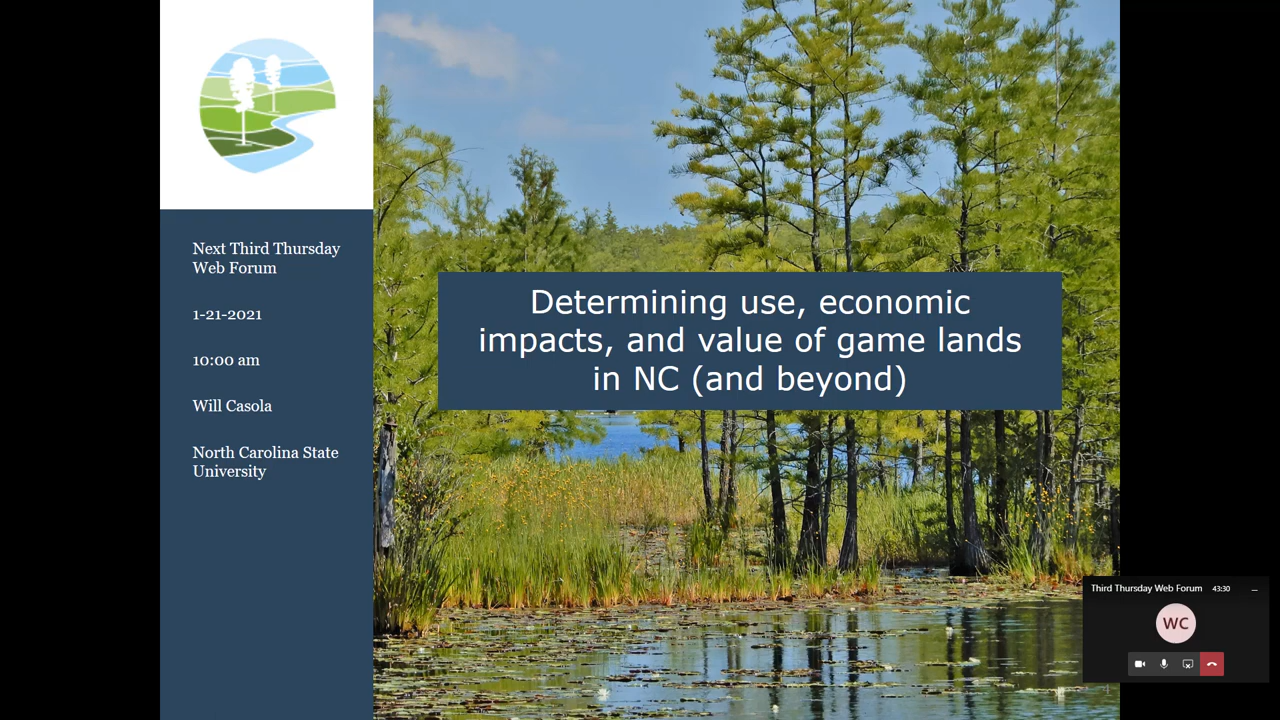 Next Third Thursday
Web Forum
1-21-2021
10:00 am
Will Casola
North Carolina State
University
Determining use, economic
impacts, and value of game lands
in NC (and beyond)
Third Thursday Web Forum 43:30
WC